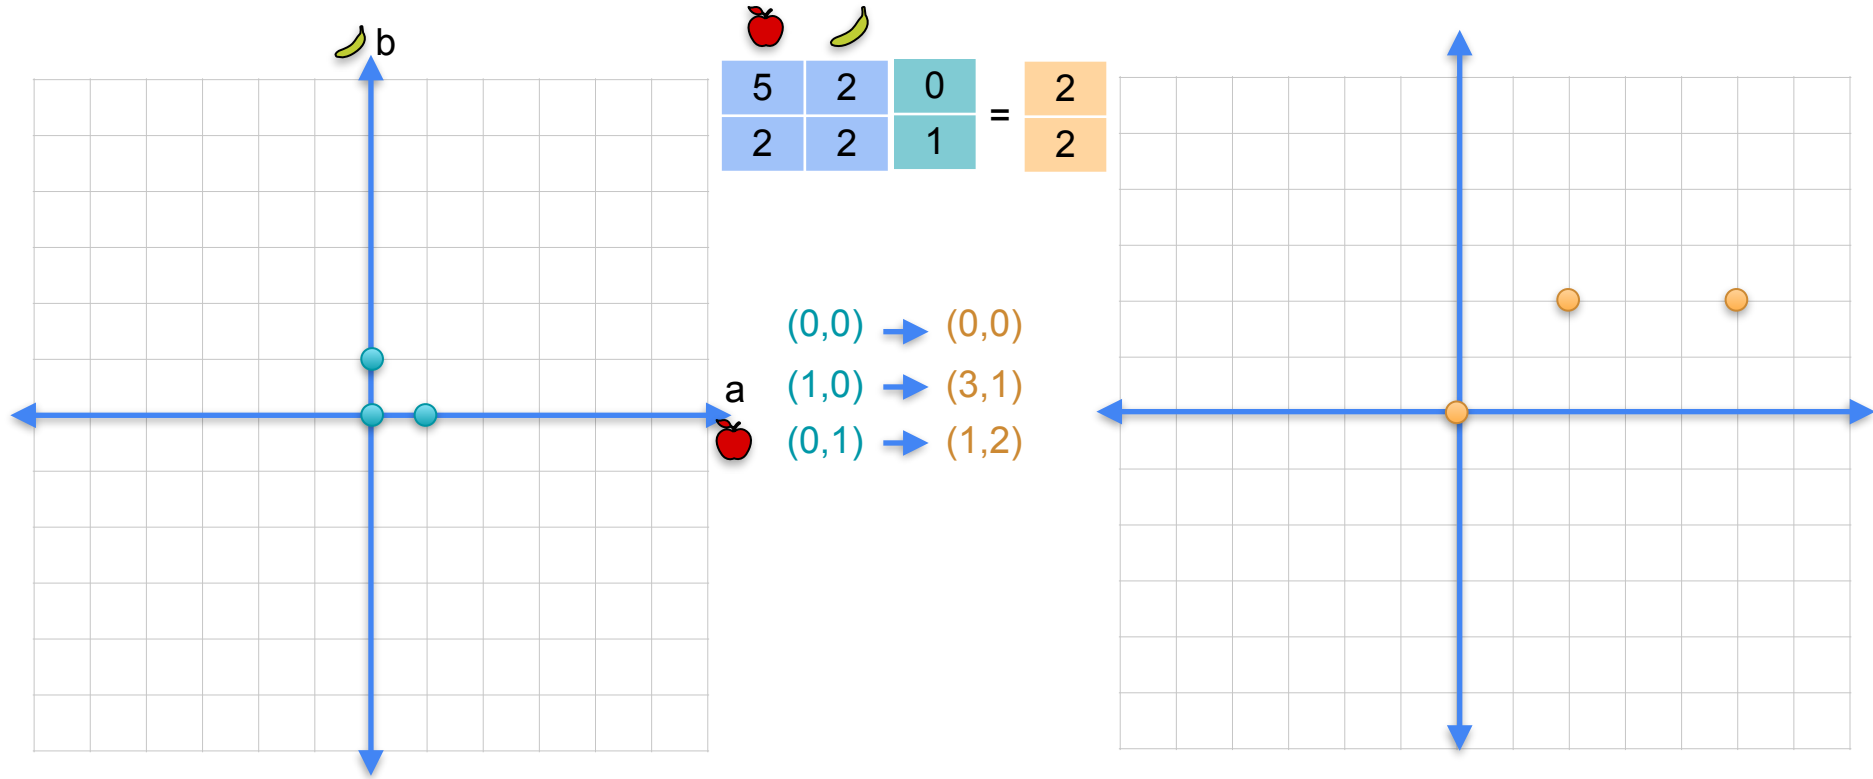 b
5 2 0 = 2
2 2 1 2
(0,0) (0,0)
a
(1,0) (3,1)
(0,1) (1,2)